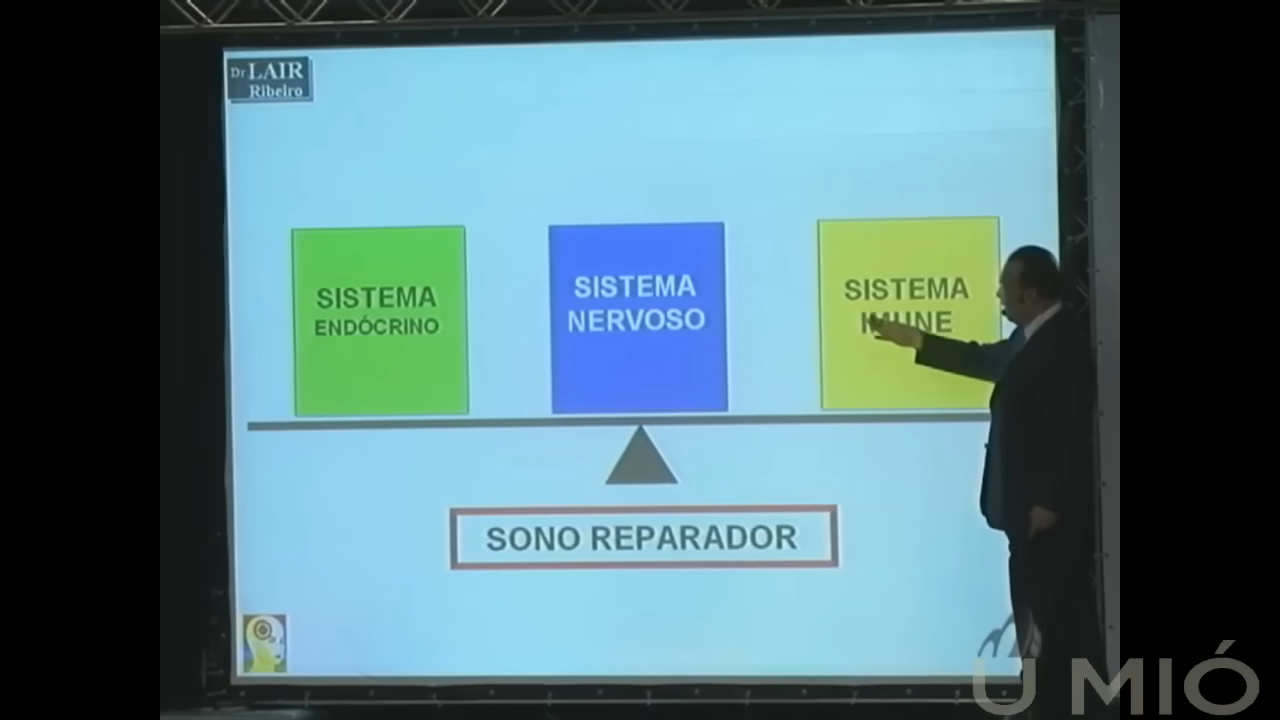 Dr LAIR
Ribeiro
SISTEMA
ENDÓCRINO
SISTEMA
NERVOSO
SISTEMA
IMUNE
SONO REPARADOR
U MIÓ